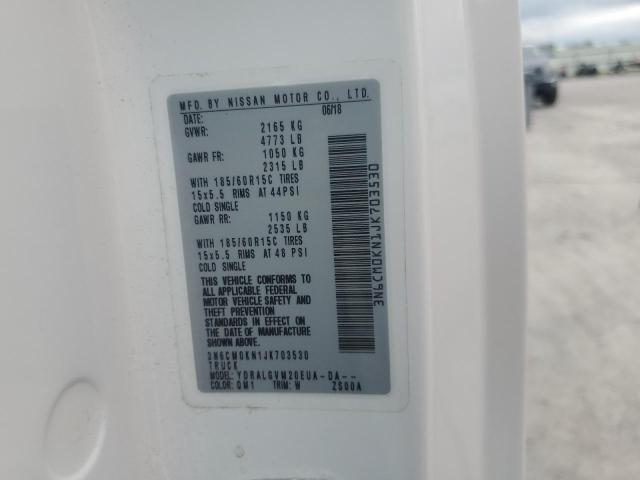 MFD. BY NISSAN MOTOR CO., LTD.
DATE: 06/18
GVWR: 2165 KG
4773 LB
GAWR FR: 1050 KG
2315 LB
WITH 185/60R15C TIRES
15x5.5 RIMS AT 44PSI
COLD SINGLE
GAWR RR: 1150 KG
2535 LB
WITH 185/60R15C TIRES
15x5.5 RIMS AT 48 PSI
COLD SINGLE
THIS VEHICLE CONFORMS TO
ALL APPLICABLE FEDERAL
MOTOR VEHICLE SAFETY AND
THEFT PREVENTION
STANDARDS IN EFFECT ON
THE DATE OF MANUFACTURE
SHOWN ABOVE.
3N6CM0KN1JK703530
TRUCK
MODEL: YDRALGVM20EUA-DA--
COLOR: QM1 TRIM: W ZS00A
3N6CM0KN1JK703530